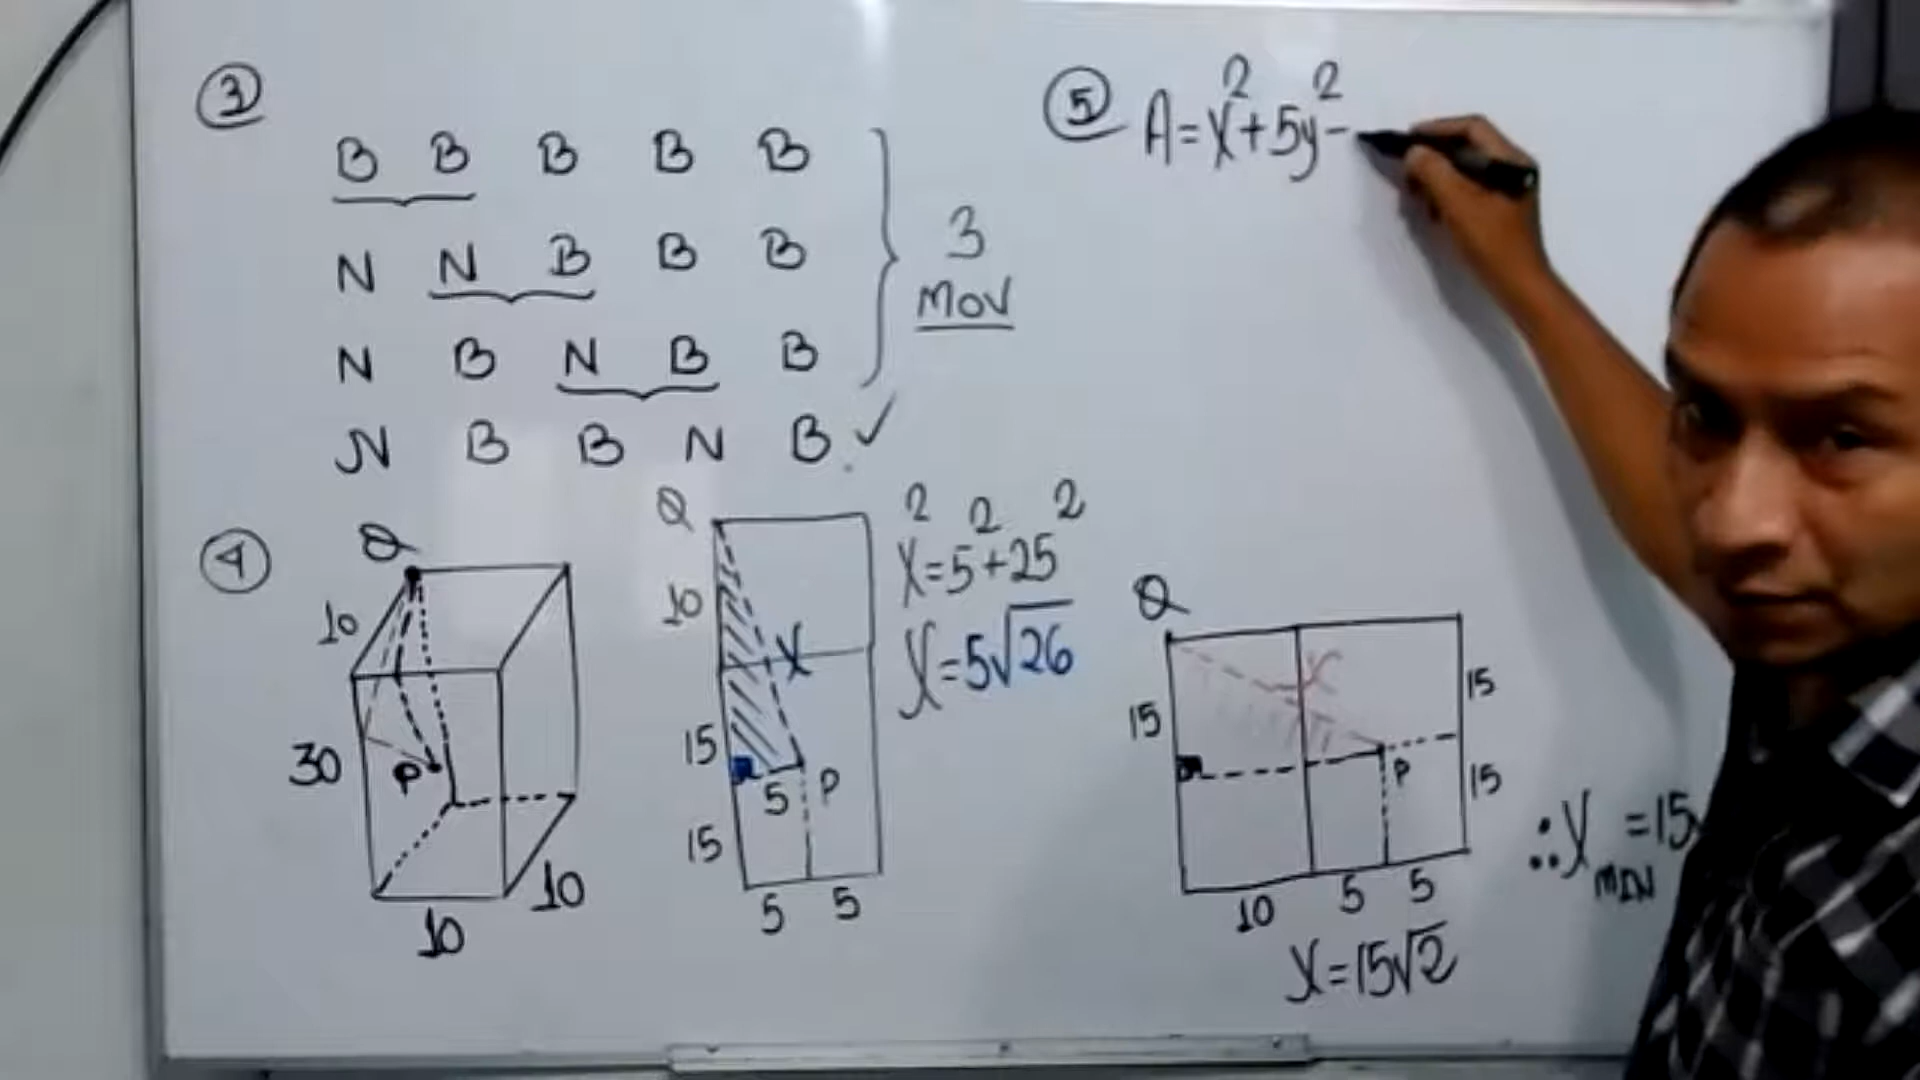 3
B B B B B
N N B B B
N B N B B
N B B N B ✓
3
MOV
4
Q
10
30
P
10
10
Q
10
X
15
5 P
15
5 5
X² = 5² + 25²
X = 5√26
Q
X
15
15
P
15
10 5 5
X = 15√2
∴ X MIN = 15
5
A = X² + 5y² -